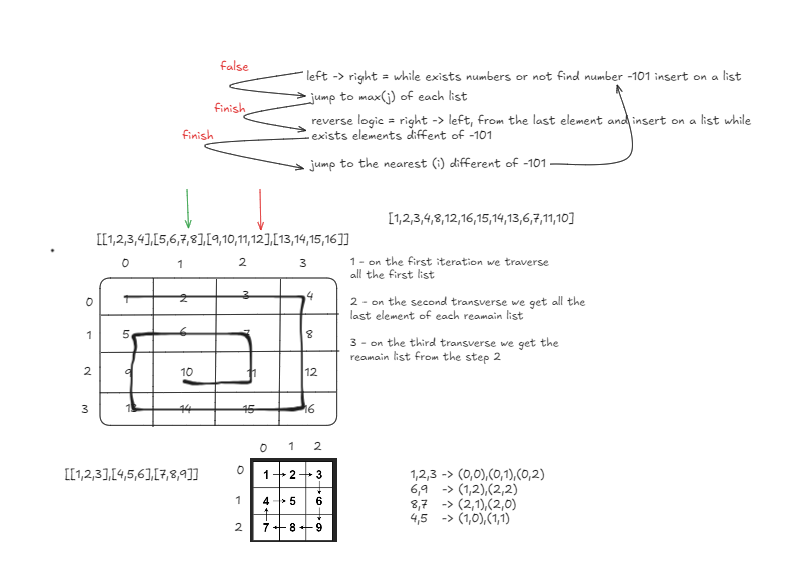 false
left -> right = while exists numbers or not find number -101 insert on a list
jump to max(j) of each list
finish
reverse logic = right -> left, from the last element and insert on a list while
exists elements diffent of -101
finish
jump to the nearest (i) different of -101
[1,2,3,4,8,12,16,15,14,13,6,7,11,10]
[[1,2,3,4],[5,6,7,8],[9,10,11,12],[13,14,15,16]]
0 1 2 3
0 1 2 3 4
1 5 6 7 8
2 9 10 11 12
3 13 14 15 16
1 - on the first iteration we traverse
all the first list
2 - on the second transverse we get all the
last element of each reamain list
3 - on the third transverse we get the
reamain list from the step 2
[[1,2,3],[4,5,6],[7,8,9]]
0 1 2
0 1 2 3
1 4 5 6
2 7 8 9
1,2,3 -> (0,0),(0,1),(0,2)
6,9 -> (1,2),(2,2)
8,7 -> (2,1),(2,0)
4,5 -> (1,0),(1,1)